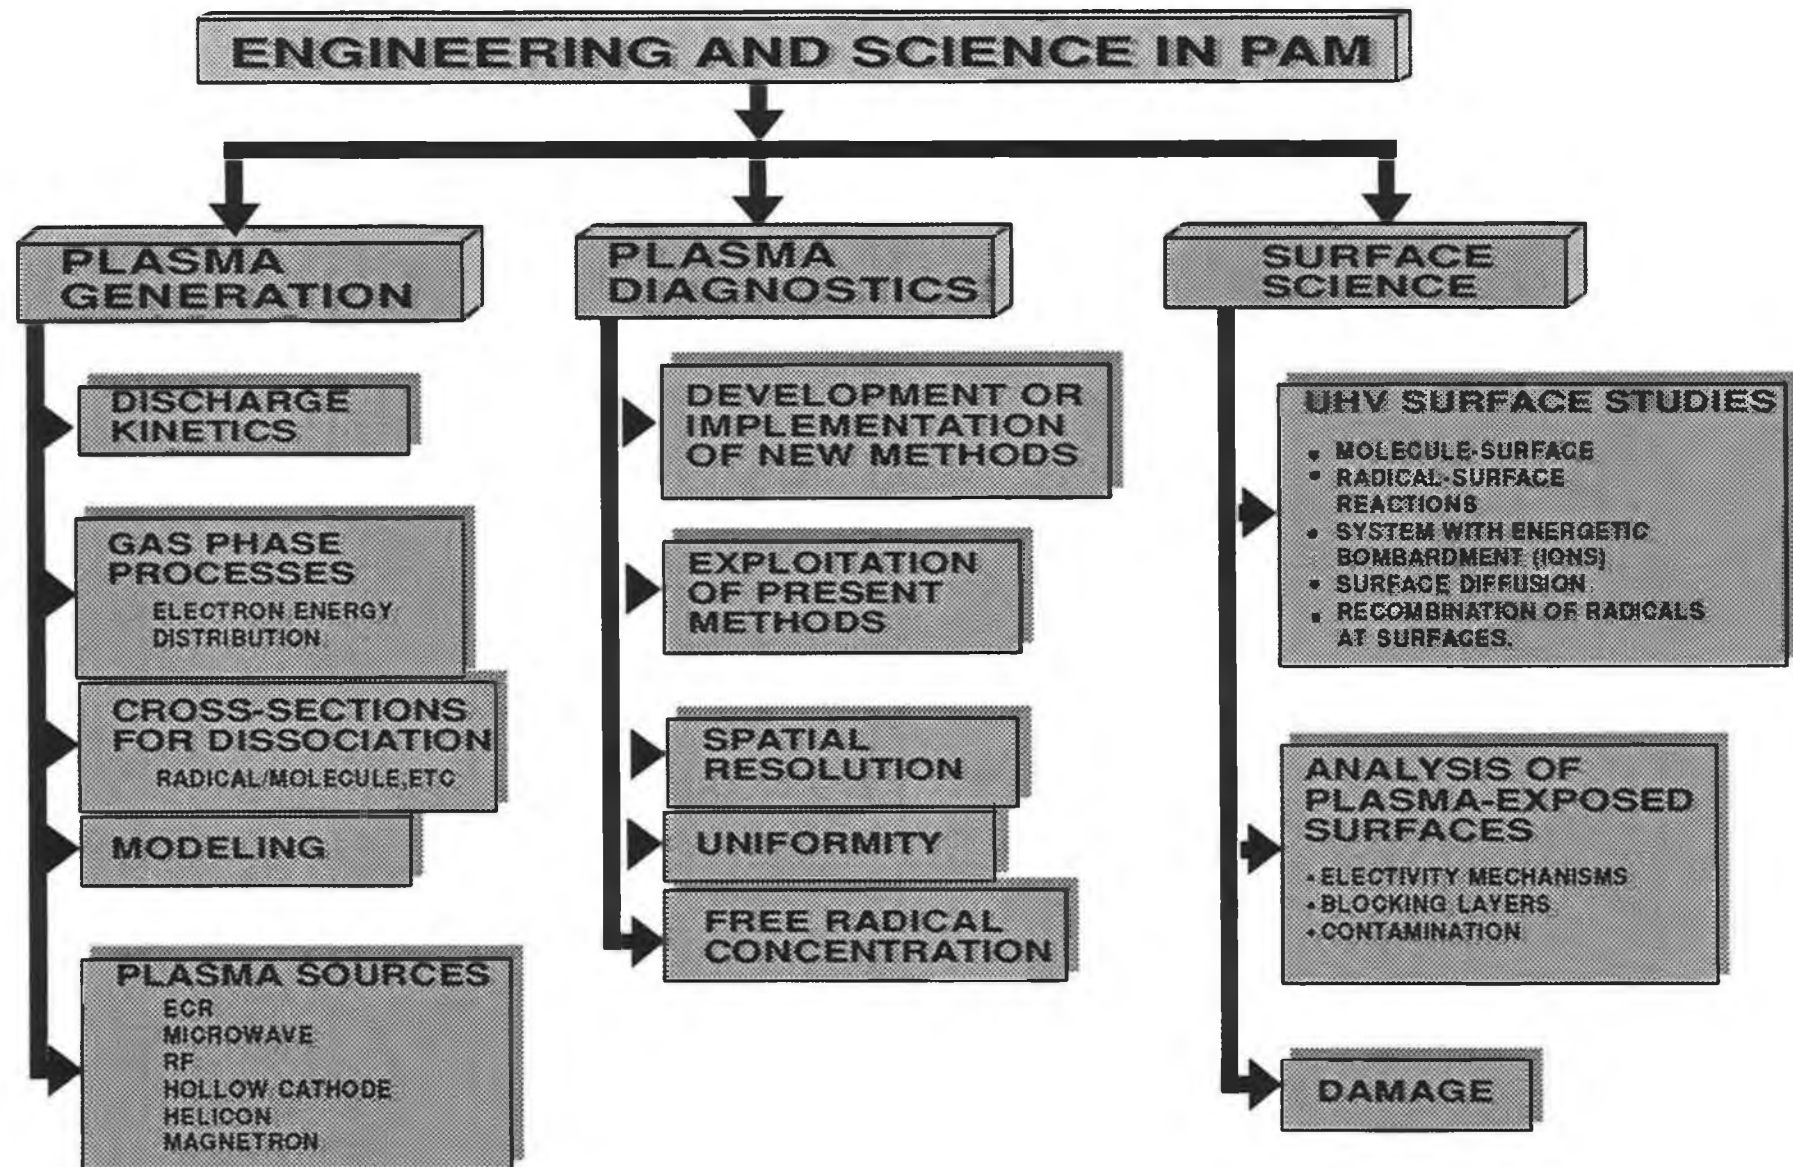 ENGINEERING AND SCIENCE IN PAM
PLASMA
GENERATION
DISCHARGE
KINETICS
GAS PHASE
PROCESSES
ELECTRON ENERGY
DISTRIBUTION
CROSS-SECTIONS
FOR DISSOCIATION
RADICAL/MOLECULE,ETC
MODELING
PLASMA SOURCES
ECR
MICROWAVE
RF
HOLLOW CATHODE
HELICON
MAGNETRON
PLASMA
DIAGNOSTICS
DEVELOPMENT OR
IMPLEMENTATION
OF NEW METHODS
EXPLOITATION
OF PRESENT
METHODS
SPATIAL
RESOLUTION
UNIFORMITY
FREE RADICAL
CONCENTRATION
SURFACE
SCIENCE
UHV SURFACE STUDIES
• MOLECULE-SURFACE
• RADICAL-SURFACE
REACTIONS
• SYSTEM WITH ENERGETIC
BOMBARDMENT (IONS)
• SURFACE DIFFUSION
• RECOMBINATION OF RADICALS
AT SURFACES.
ANALYSIS OF
PLASMA-EXPOSED
SURFACES
• ELECTIVITY MECHANISMS
• BLOCKING LAYERS
• CONTAMINATION
DAMAGE